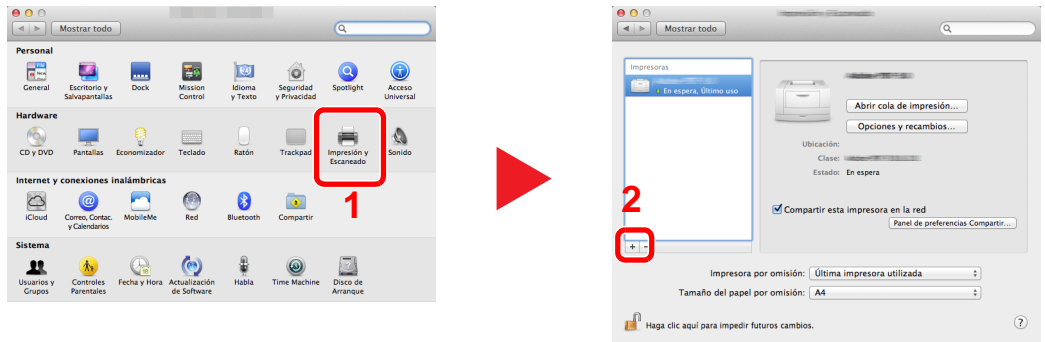 Mostrar todo
Personal
General
Escritorio y
Salvapantallas
Dock
Mission
Control
Idioma
y Texto
Seguridad
y Privacidad
Spotlight
Acceso
Universal
Hardware
CD y DVD
Pantallas
Economizador
Teclado
Ratón
Trackpad
Impresión y
Escaneado
Sonido
Internet y conexiones inalámbricas
iCloud
Correo, Contac.
y Calendarios
MobileMe
Red
Bluetooth
Compartir
1
Sistema
Usuarios y
Grupos
Controles
Parentales
Fecha y Hora
Actualización
de Software
Habla
Time Machine
Disco de
Arranque
Mostrar todo
Impresoras
En espera, Último uso
Abrir cola de impresión...
Opciones y recambios...
Ubicación:
Clase:
Estado: En espera
2
Compartir esta impresora en la red
Panel de preferencias Compartir...
+ −
Impresora por omisión: Última impresora utilizada
Tamaño del papel por omisión: A4
Haga clic aquí para impedir futuros cambios.
?